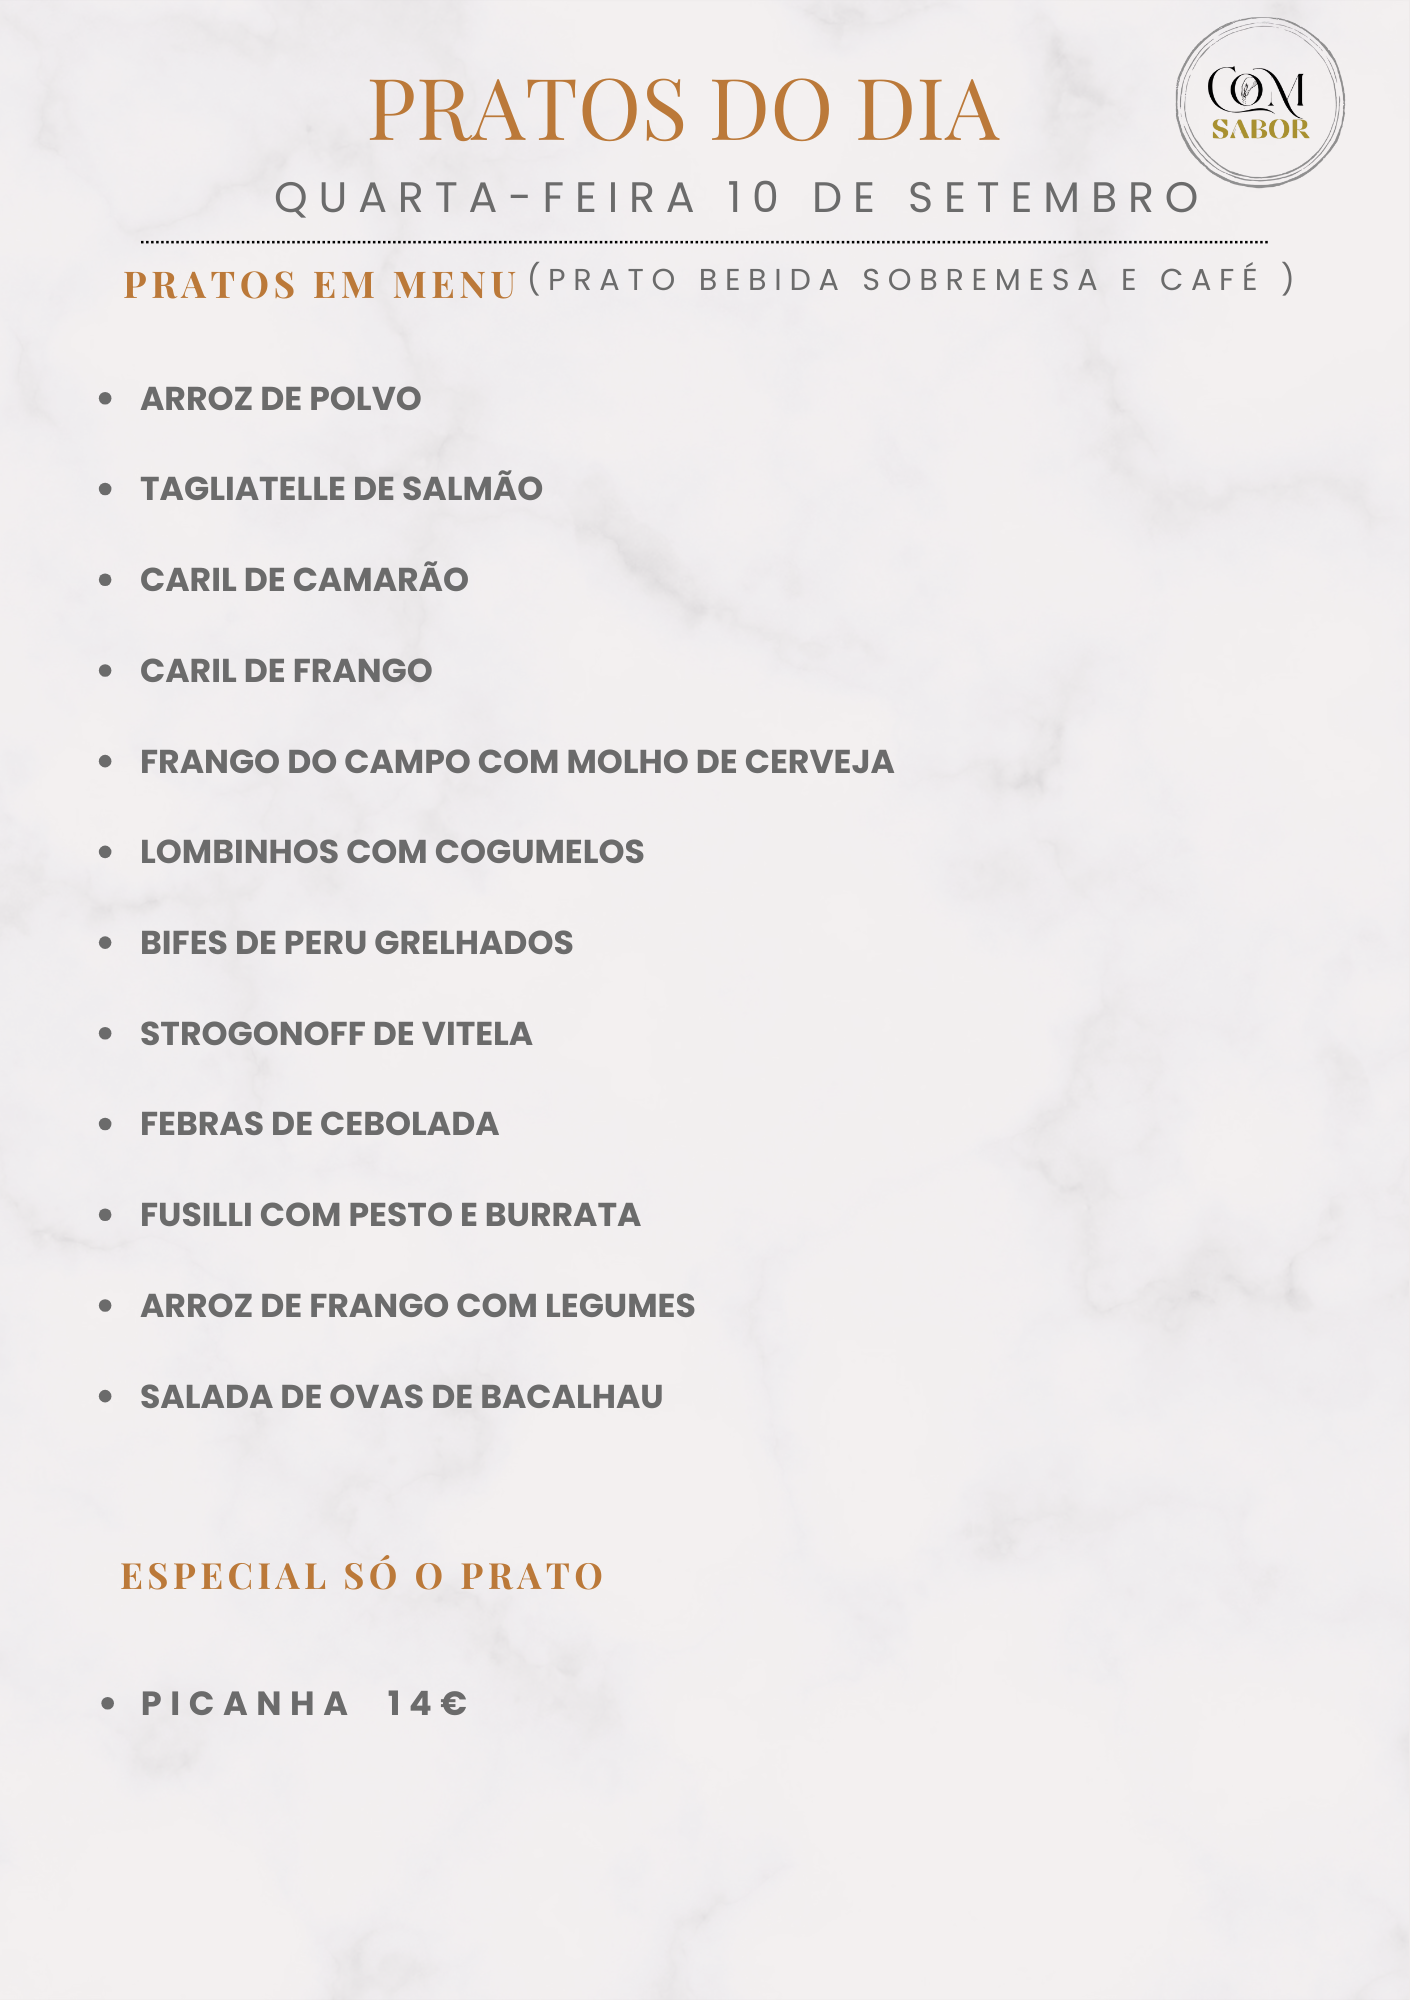 COM
SABOR
PRATOS DO DIA
QUARTA-FEIRA 10 DE SETEMBRO
PRATOS EM MENU (PRATO BEBIDA SOBREMESA E CAFÉ )
• ARROZ DE POLVO
• TAGLIATELLE DE SALMÃO
• CARIL DE CAMARÃO
• CARIL DE FRANGO
• FRANGO DO CAMPO COM MOLHO DE CERVEJA
• LOMBINHOS COM COGUMELOS
• BIFES DE PERU GRELHADOS
• STROGONOFF DE VITELA
• FEBRAS DE CEBOLADA
• FUSILLI COM PESTO E BURRATA
• ARROZ DE FRANGO COM LEGUMES
• SALADA DE OVAS DE BACALHAU
ESPECIAL SÓ O PRATO
• PICANHA 14€